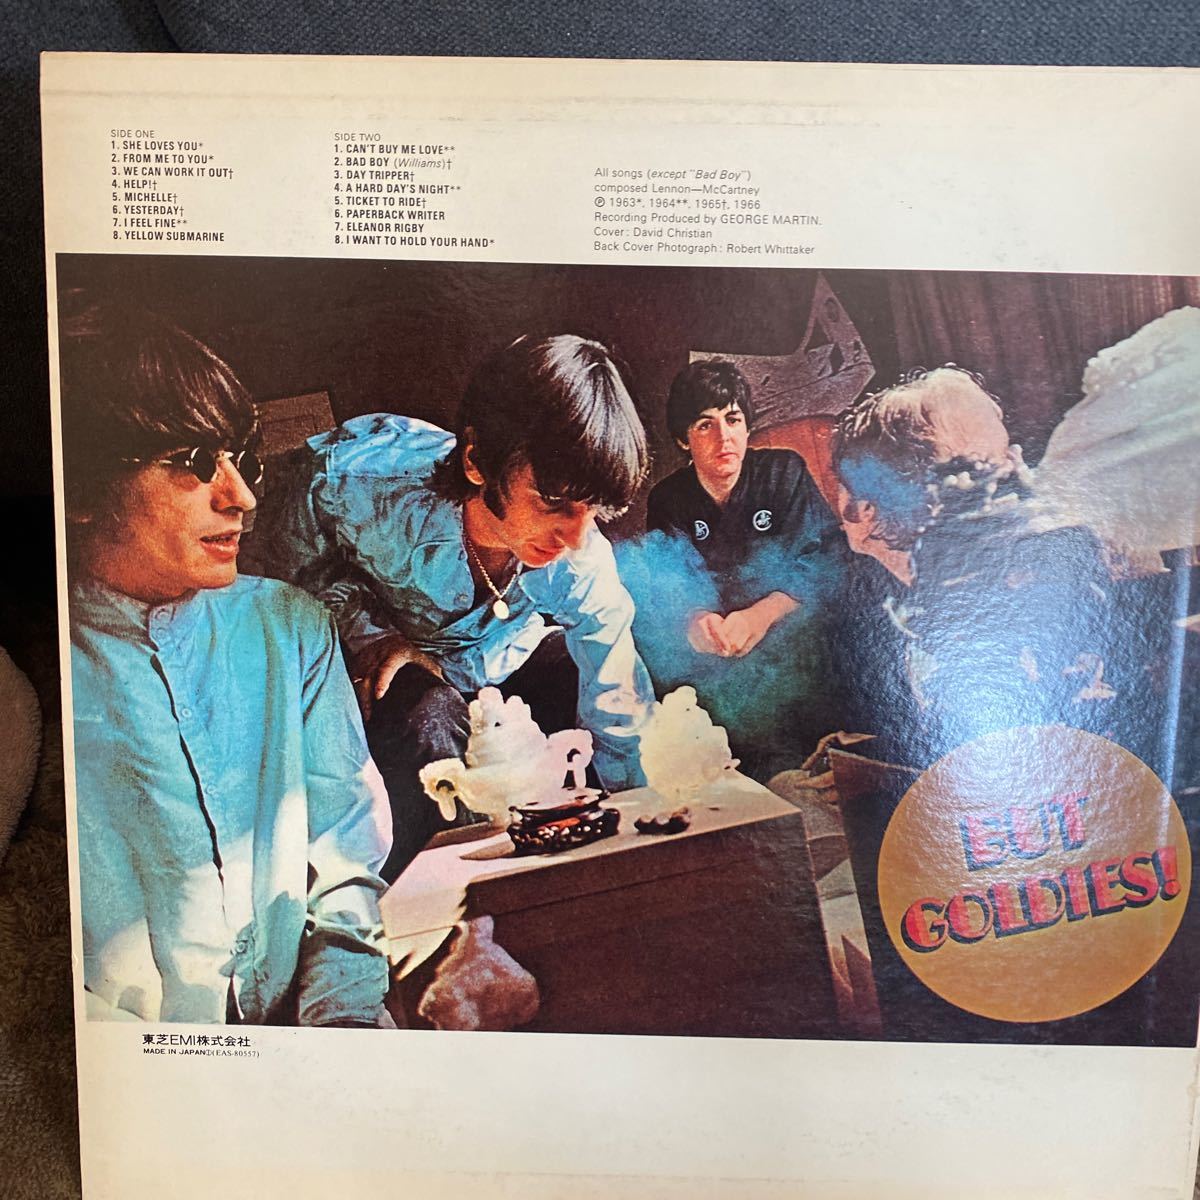 SIDE ONE
1. SHE LOVES YOU*
2. FROM ME TO YOU*
3. WE CAN WORK IT OUT†
4. HELP!†
5. MICHELLE†
6. YESTERDAY†
7. I FEEL FINE**
8. YELLOW SUBMARINE
SIDE TWO
1. CAN'T BUY ME LOVE**
2. BAD BOY (Williams)†
3. DAY TRIPPER†
4. A HARD DAY'S NIGHT**
5. TICKET TO RIDE†
6. PAPERBACK WRITER
7. ELEANOR RIGBY
8. I WANT TO HOLD YOUR HAND*
All songs (except "Bad Boy")
composed Lennon—McCartney
℗ 1963*, 1964**, 1965†, 1966
Recording Produced by GEORGE MARTIN.
Cover: David Christian
Back Cover Photograph: Robert Whittaker
BUT
GOLDIES!
東芝EMI株式会社
MADE IN JAPAN①(EAS-80557)